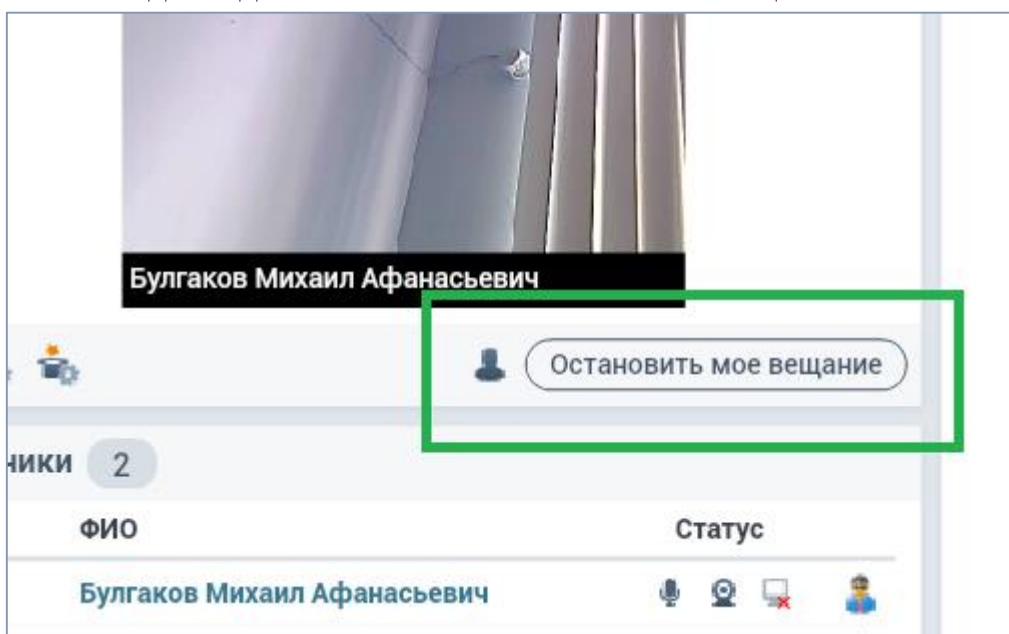 Булгаков Михаил Афанасьевич
Остановить мое вещание
ники 2
ФИО Статус
Булгаков Михаил Афанасьевич